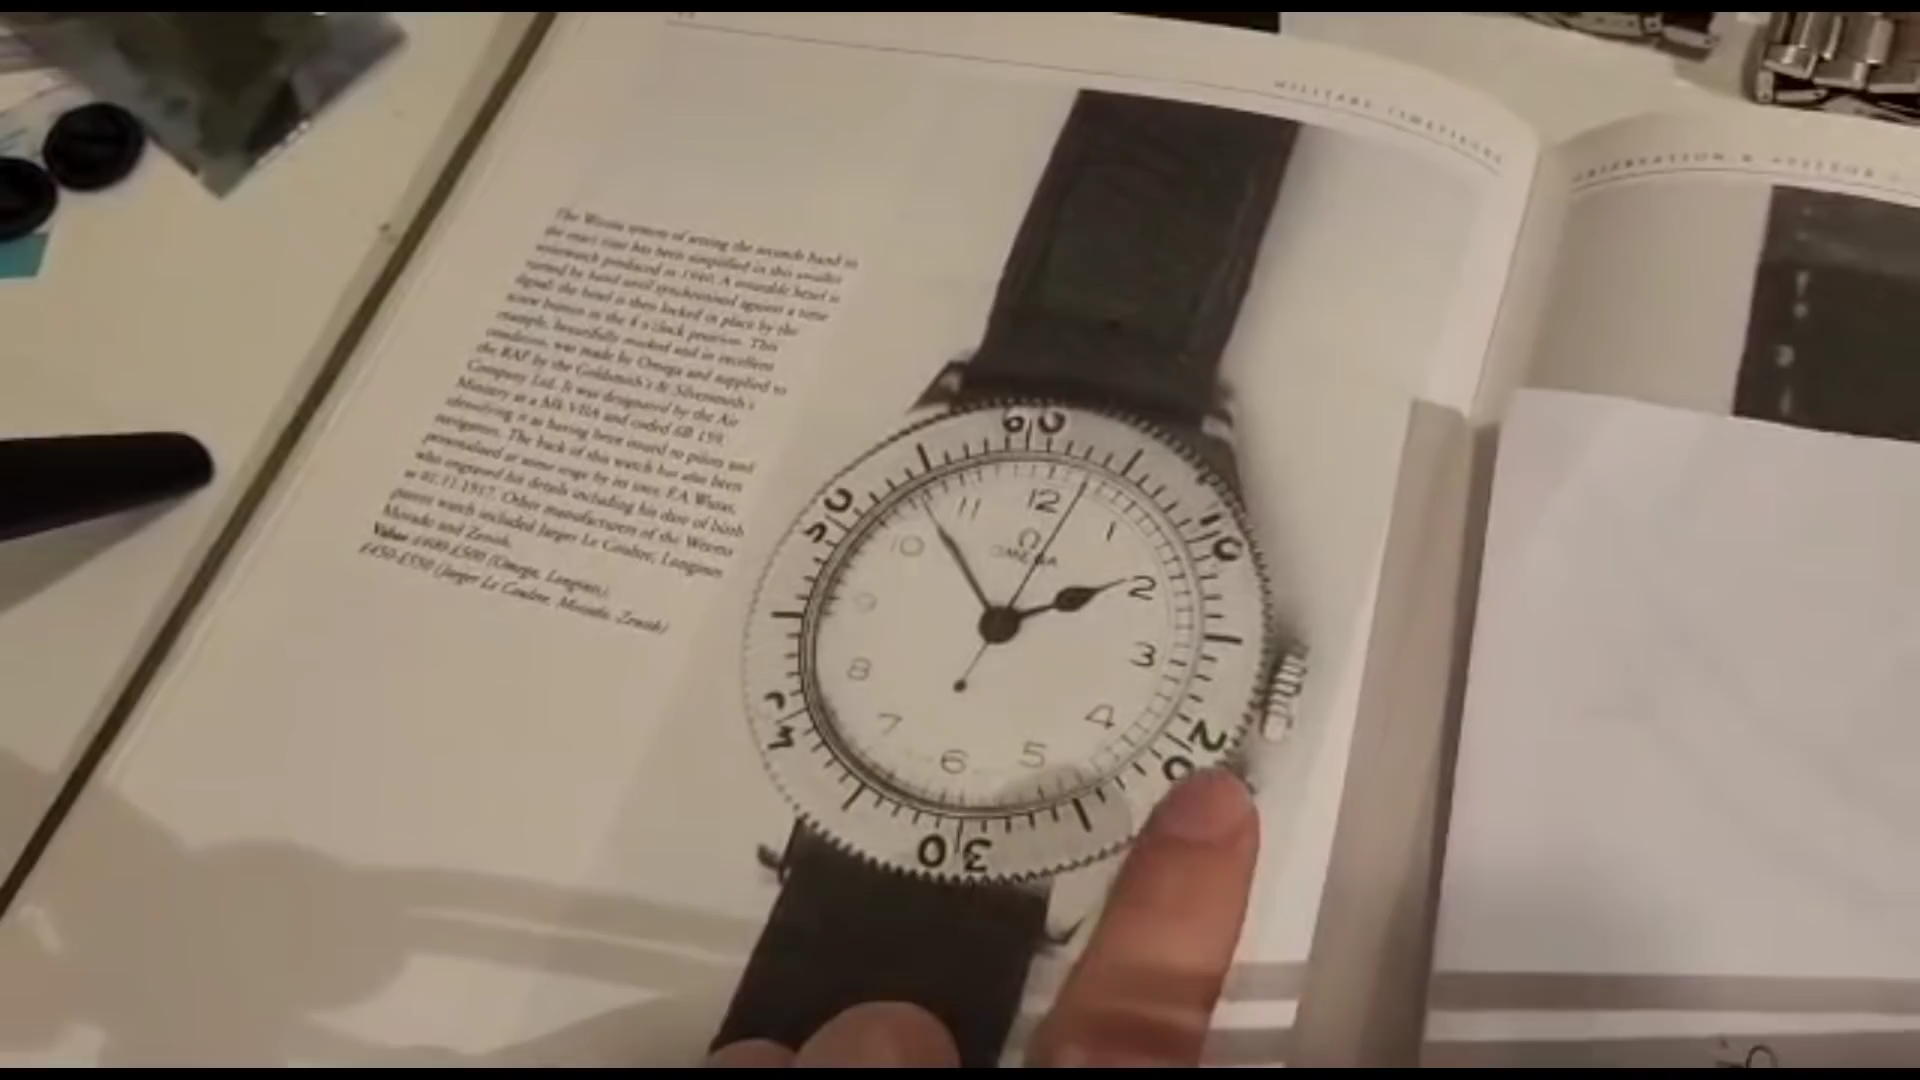 MILITARY TIMEPIECES
OBSERVATION & AVIATOR
The Weems system of setting the seconds hand to
the exact time has been simplified in this smaller
wristwatch produced in 1940. A rotatable bezel is
turned by hand until synchronised against a time
signal; the bezel is then locked in place by the
screw button in the 4 o'clock position. This
example, beautifully marked and in excellent
condition, was made by Omega and supplied to
the RAF by the Goldsmith's & Silversmith's
Company Ltd. It was designated by the Air
Ministry as a Mk VIIA and coded 6B/159,
identifying it as having been issued to pilots and
navigators. The back of this watch has also been
personalised at some stage by its user, F.A.
who engraved his details including his date of birth
as 02.11.1917. Other manufacturers of the Weems
patent watch included Jaeger Le Coultre, Longines
Movado and Zenith.
Value: £400-£500 (Omega, Longines)
£450-£550 (Jaeger Le Coultre, Movado, Zenith)
60
10
20
30
50
12
1
2
3
4
5
6
7
8
9
10
11
Ω
OMEGA